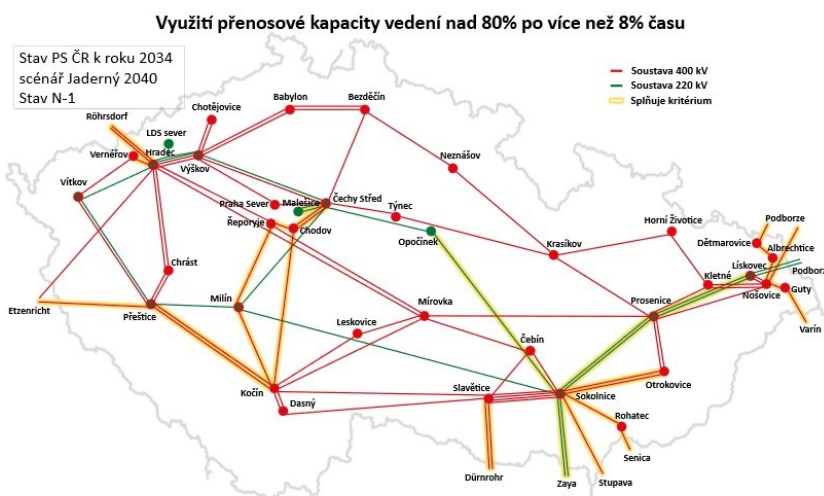 Využití přenosové kapacity vedení nad 80% po více než 8% času
Stav PS ČR k roku 2034
scénář Jaderný 2040
Stav N-1
Soustava 400 kV
Soustava 220 kV
Splňuje kritérium
Röhrsdorf
LDS sever
Chotějovice
Babylon
Bezděčín
Vernéřov
Hradec
Výškov
Neznášov
Vítkov
Praha Sever
Malešice
Čechy Střed
Týnec
Řeporyje
Chodov
Opočínek
Horní Životice
Podborze
Dětmarovice
Albrechtice
Krasíkov
Lískovec
Podborz
Kletné
Nošovice
Guty
Varín
Chrást
Etzenricht
Přeštice
Milín
Mírovka
Leskovice
Prosenice
Čebín
Kočín
Dasný
Slavětice
Sokolnice
Otrokovice
Rohatec
Senica
Dürnrohr
Zaya
Stupava